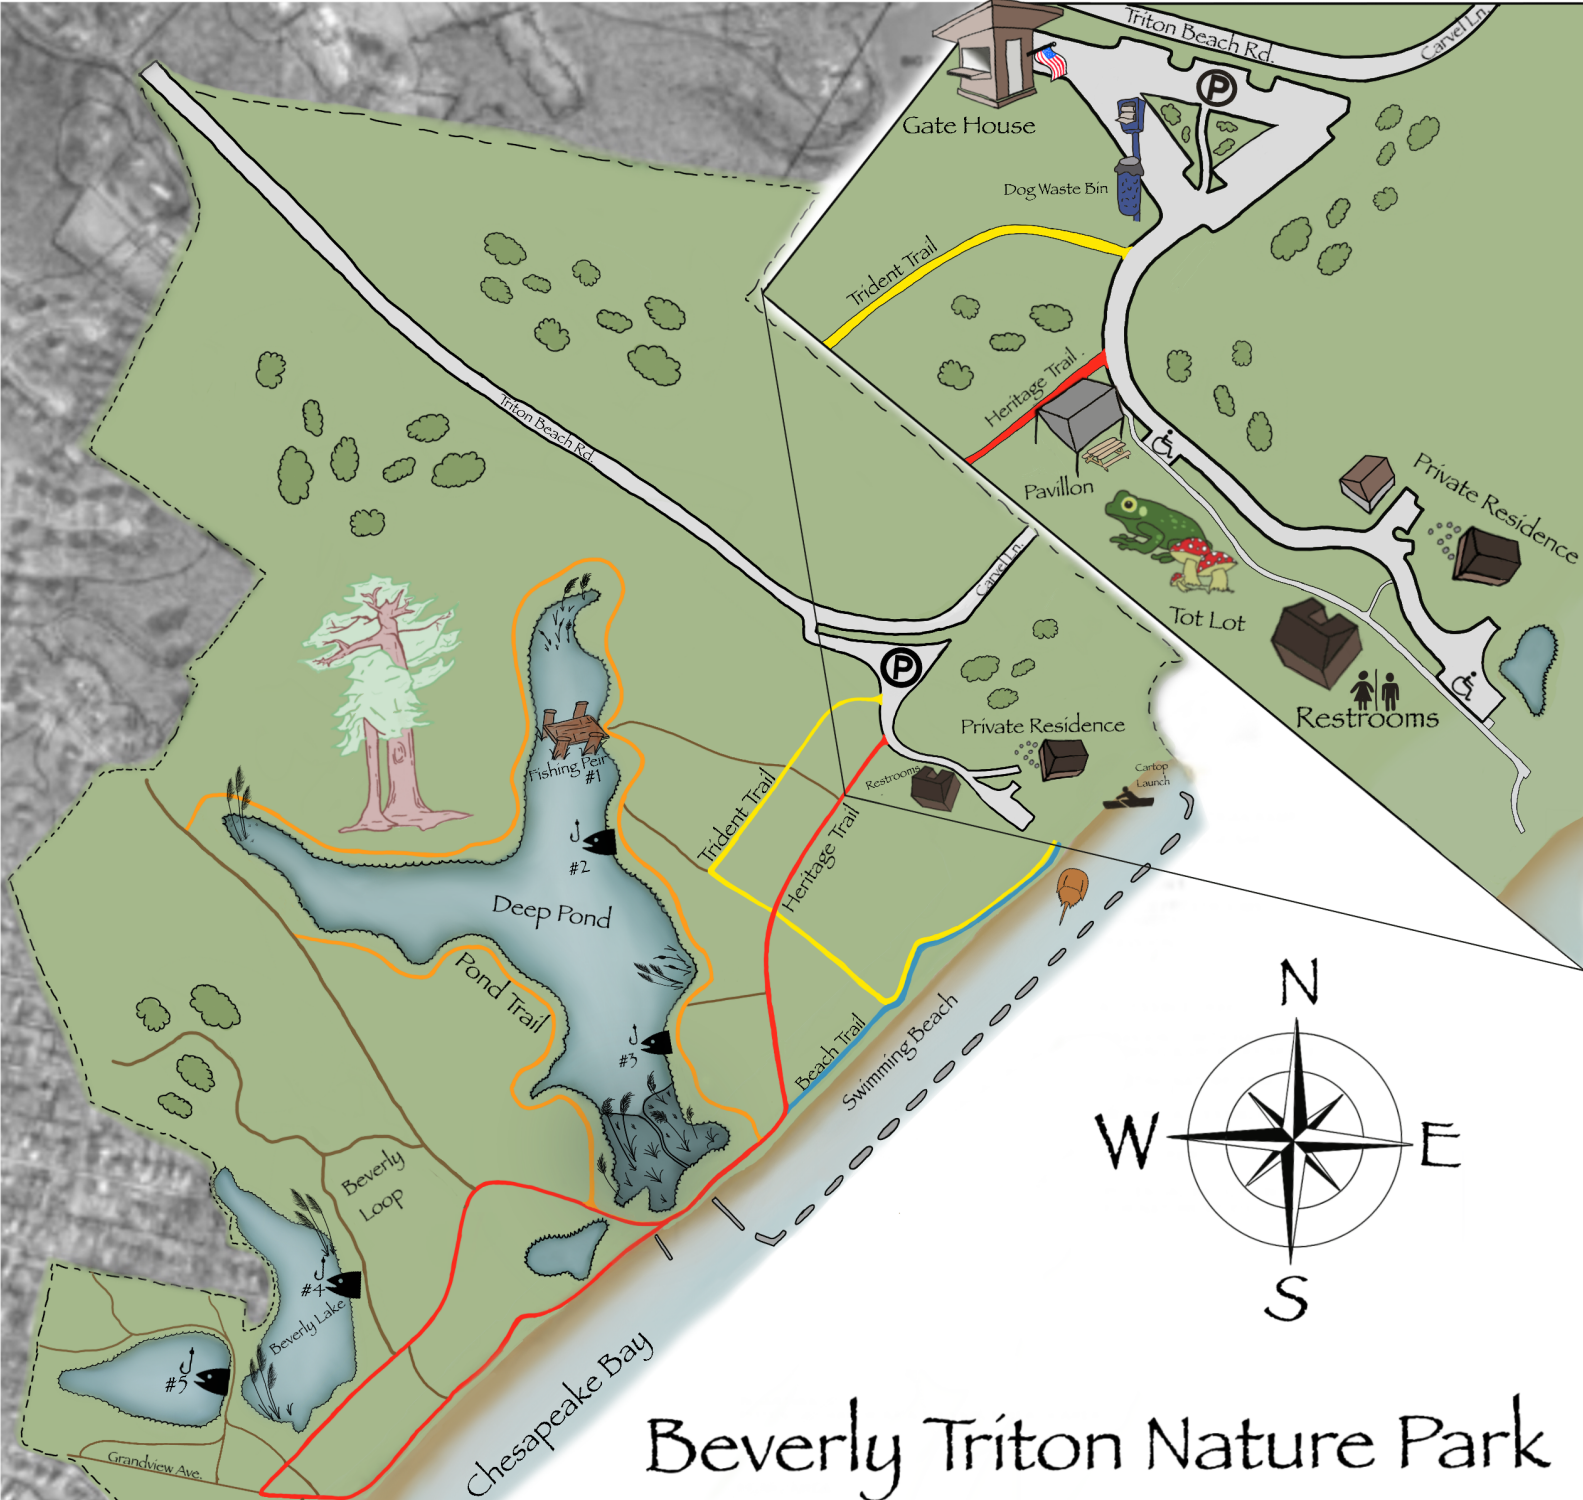 Triton Beach Rd.
Carvel Ln.
P
Gate House
Dog Waste Bin
Trident Trail
Heritage Trail
Pavillon
Private Residence
Tot Lot
Restrooms
Triton Beach Rd.
Carvel Ln.
P
Private Residence
Restrooms
Cartop
Launch
Fishing Peir
#1
Trident Trail
Heritage Trail
#2
Deep Pond
Pond Trail
#3
Beach Trail
Swimming Beach
Beverly
Loop
#4
Beverly Lake
#5
Grandview Ave.
Chesapeake Bay
N
W
E
S
Beverly Triton Nature Park